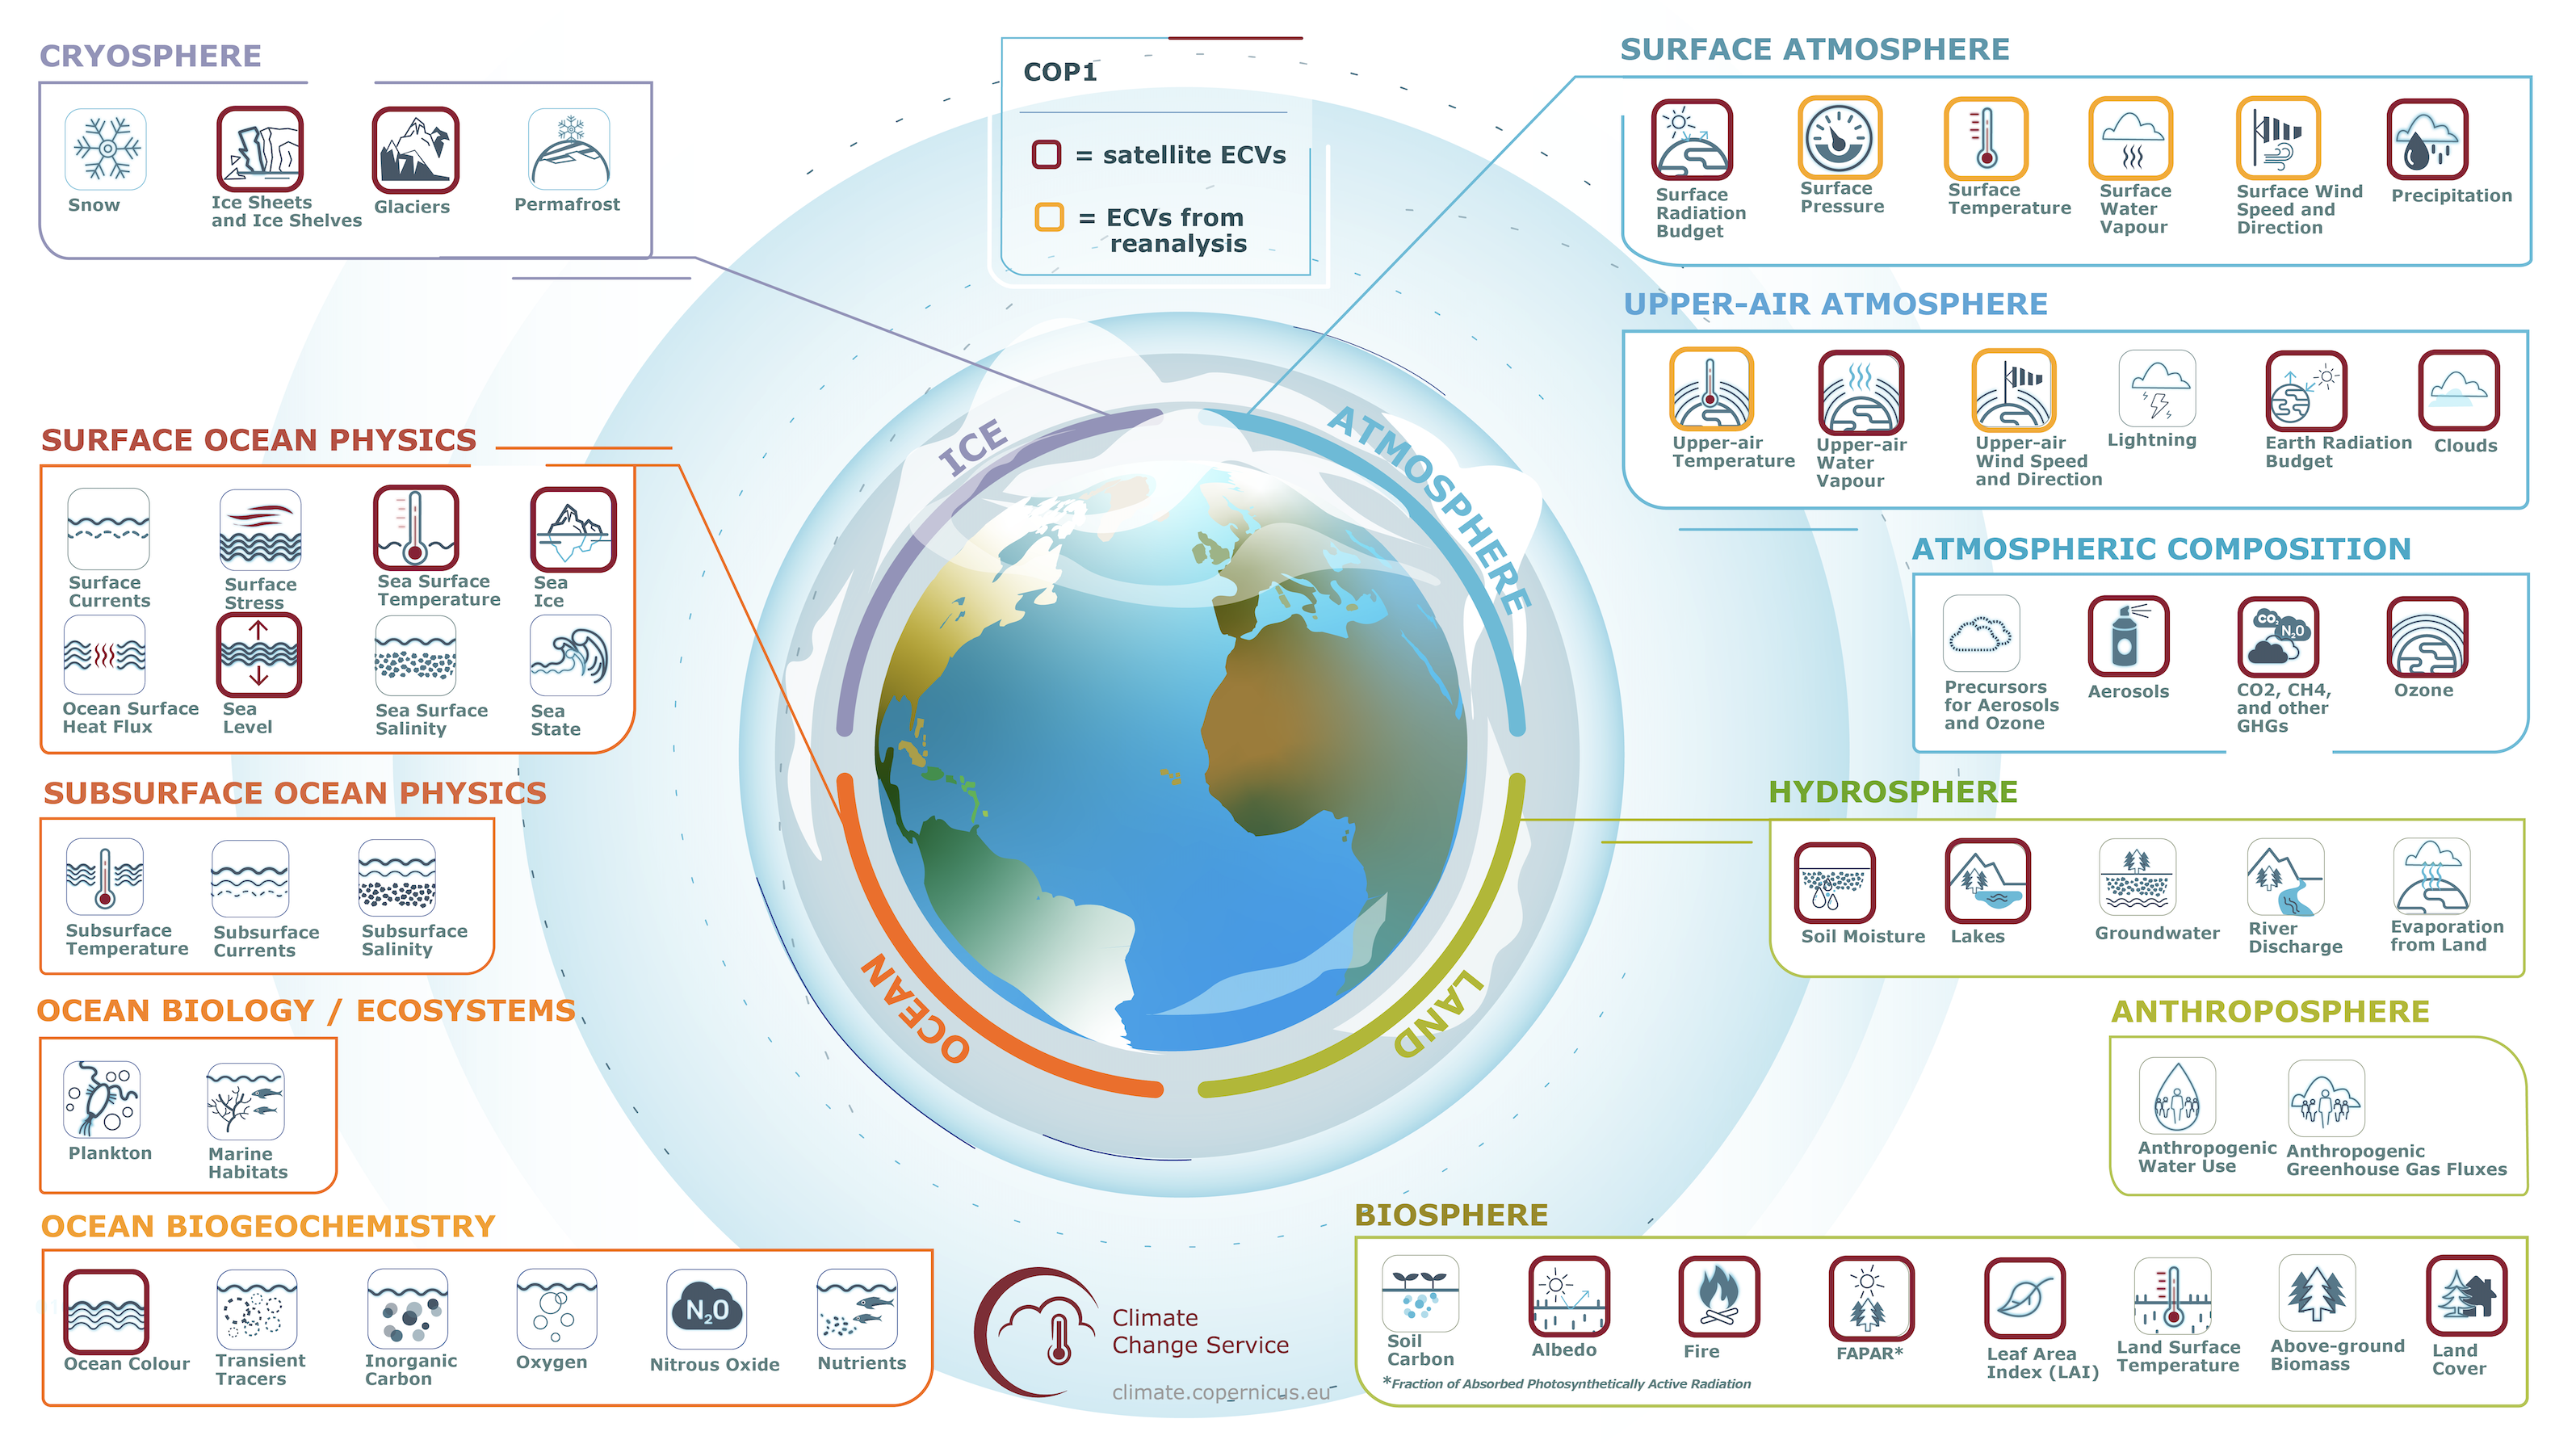 CRYOSPHERE
Snow
Ice Sheets
and Ice Shelves
Glaciers
Permafrost
COP1
= satellite ECVs
= ECVs from
reanalysis
SURFACE ATMOSPHERE
Surface
Radiation
Budget
Surface
Pressure
Surface
Temperature
Surface
Water
Vapour
Surface Wind
Speed and
Direction
Precipitation
UPPER-AIR ATMOSPHERE
Upper-air
Temperature
Upper-air
Water
Vapour
Upper-air
Wind Speed
and Direction
Lightning
Earth Radiation
Budget
Clouds
SURFACE OCEAN PHYSICS
Surface
Currents
Surface
Stress
Sea Surface
Temperature
Sea
Ice
Ocean Surface
Heat Flux
Sea
Level
Sea Surface
Salinity
Sea
State
ICE
ATMOSPHERE
OCEAN
LAND
ATMOSPHERIC COMPOSITION
Precursors
for Aerosols
and Ozone
Aerosols
CO2
N2O
CO2, CH4,
and other
GHGs
Ozone
SUBSURFACE OCEAN PHYSICS
Subsurface
Temperature
Subsurface
Currents
Subsurface
Salinity
HYDROSPHERE
Soil Moisture
Lakes
Groundwater
River
Discharge
Evaporation
from Land
OCEAN BIOLOGY / ECOSYSTEMS
Plankton
Marine
Habitats
ANTHROPOSPHERE
Anthropogenic
Water Use
Anthropogenic
Greenhouse Gas Fluxes
OCEAN BIOGEOCHEMISTRY
Ocean Colour
Transient
Tracers
Inorganic
Carbon
Oxygen
N2O
Nitrous Oxide
Nutrients
Climate
Change Service
climate.copernicus.eu
BIOSPHERE
Soil
Carbon
Albedo
Fire
FAPAR*
Leaf Area
Index (LAI)
Land Surface
Temperature
Above-ground
Biomass
Land
Cover
*Fraction of Absorbed Photosynthetically Active Radiation